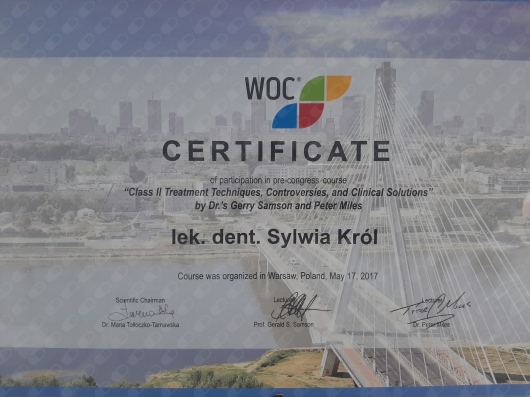 WOC®
CERTIFICATE
of participation in pre-congress course
“Class II Treatment Techniques, Controversies, and Clinical Solutions”
by Dr.'s Gerry Samson and Peter Miles
lek. dent. Sylwia Król
Course was organized in Warsaw, Poland, May 17, 2017
Scientific Chairman
Lecturer
Lecturer
Dr. Maria Tołłoczko-Tarnawska
Prof. Gerald S. Samson
Dr. Peter Miles